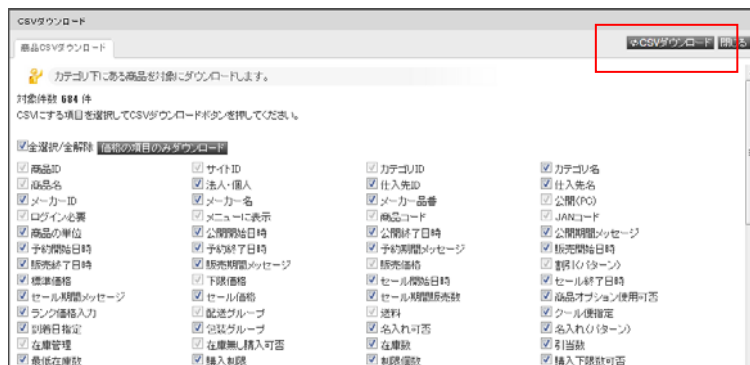 CSVダウンロード
商品CSVダウンロード
CSVダウンロード 閉じる
カテゴリ下にある商品を対象にダウンロードします。
対象件数 684 件
CSVにする項目を選択してCSVダウンロードボタンを押してください。
全選択/全解除 価格の項目のみダウンロード
商品ID サイトID カテゴリID カテゴリ名
商品名 法人・個人 仕入先ID 仕入先名
メーカーID メーカー名 メーカー品番 公開(PC)
ログイン必要 メニューに表示 商品コード JANコード
商品の単位 公開開始日時 公開終了日時 公開期間メッセージ
予約開始日時 予約終了日時 予約期間メッセージ 販売開始日時
販売終了日時 販売期間メッセージ 販売価格 割引(パターン)
標準価格 下限価格 セール開始日時 セール終了日時
セール期間メッセージ セール価格 セール期間販売数 商品オプション使用可否
ランク価格入力 配送グループ 送料 クール便指定
到着日指定 包装グループ 名入れ可否 名入れ(パターン)
在庫管理 在庫無し購入可否 在庫数 引当数
最低在庫数 購入制限 制限個数 購入下限数可否